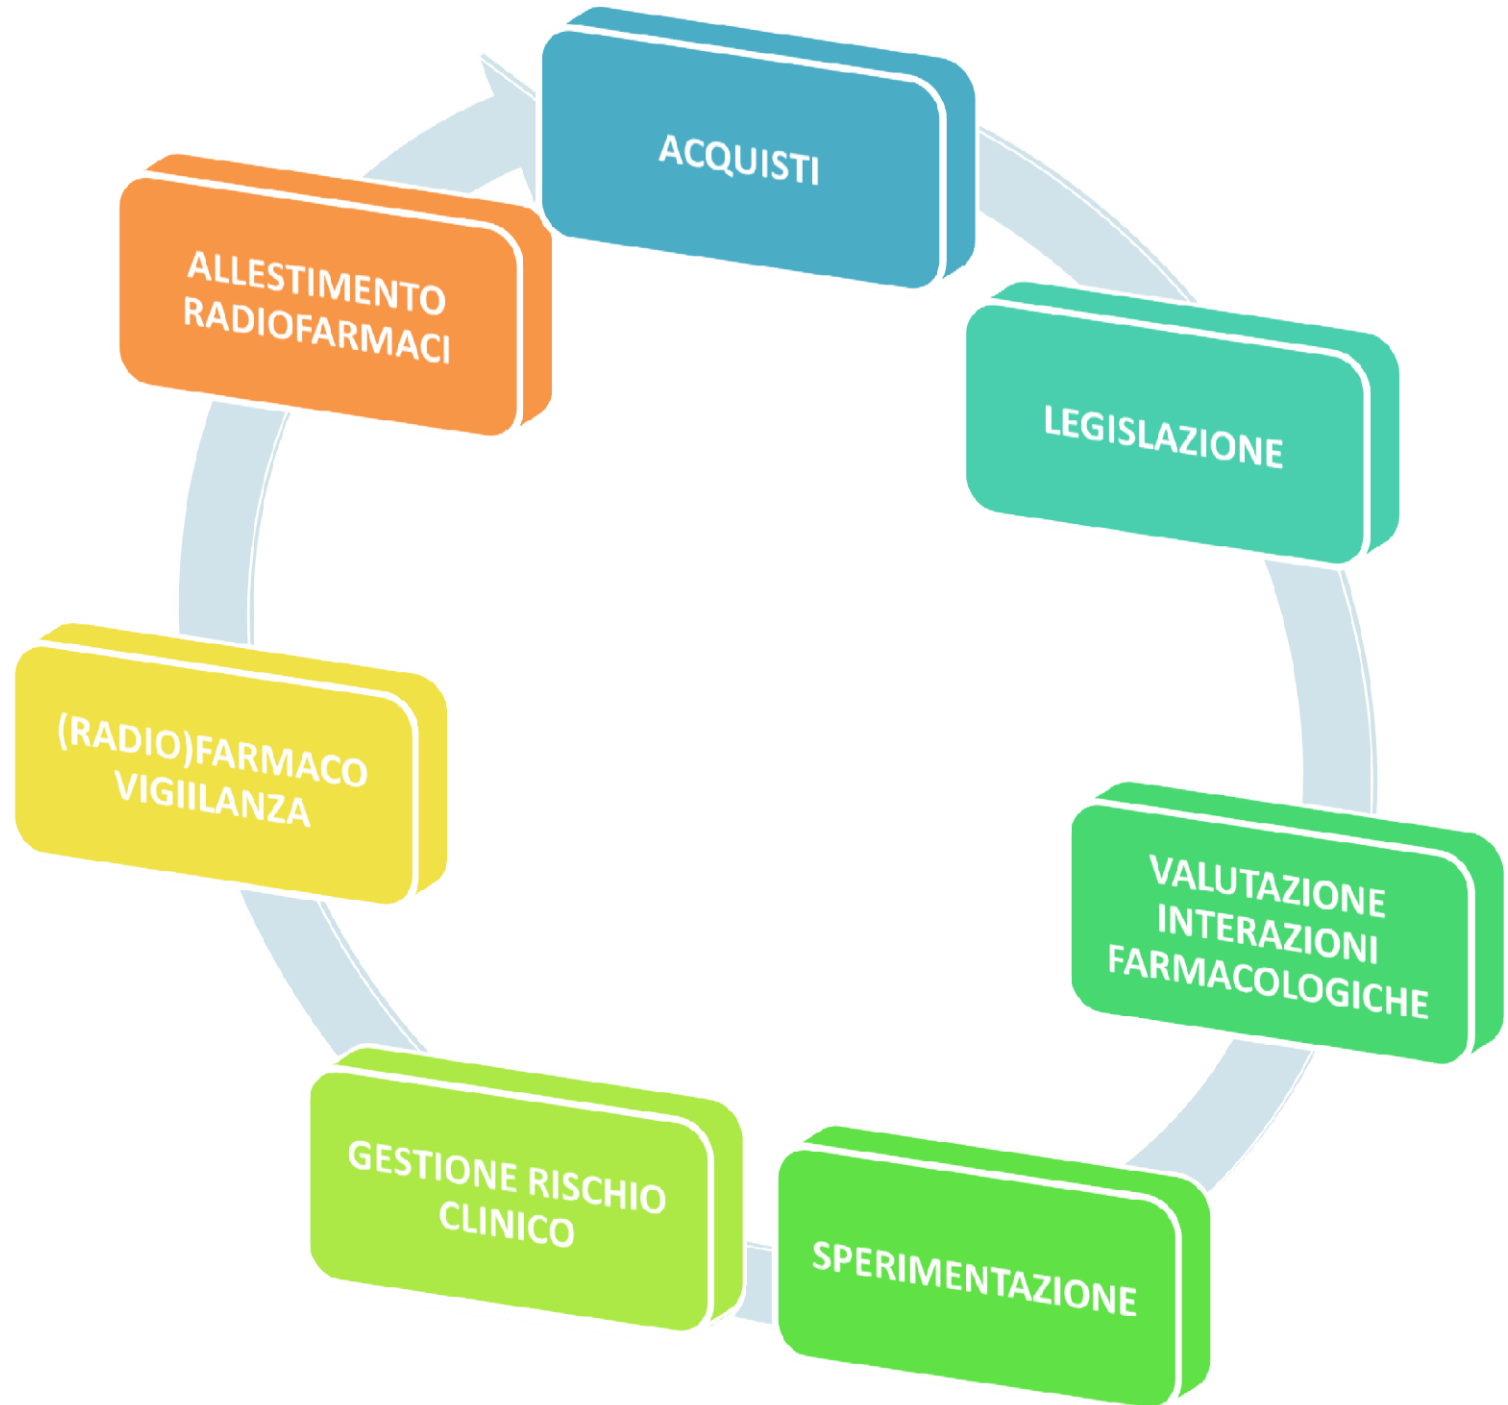 ACQUISTI
LEGISLAZIONE
VALUTAZIONE
INTERAZIONI
FARMACOLOGICHE
SPERIMENTAZIONE
GESTIONE RISCHIO
CLINICO
(RADIO)FARMACO
VIGIILANZA
ALLESTIMENTO
RADIOFARMACI